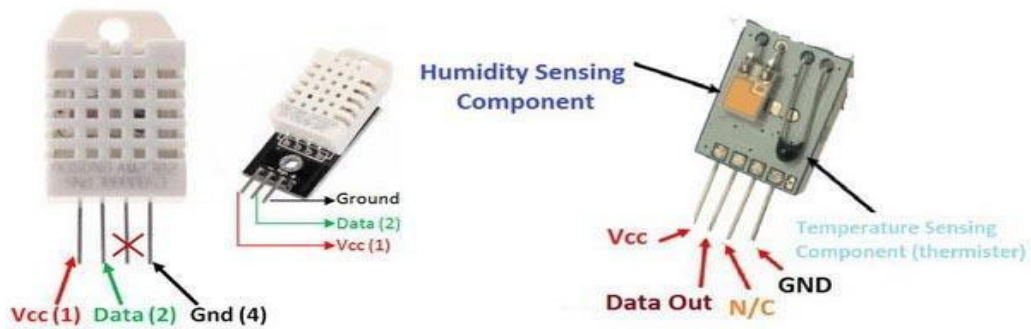 Vcc (1) Data (2) Gnd (4)
Ground
Data (2)
Vcc (1)
Humidity Sensing
Component
Temperature Sensing
Component (thermister)
Vcc
Data Out
N/C
GND